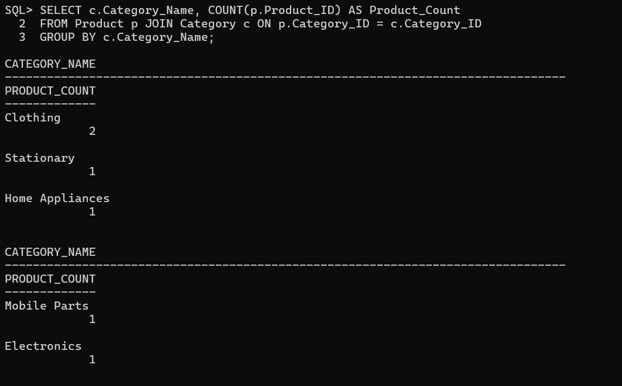 SQL> SELECT c.Category_Name, COUNT(p.Product_ID) AS Product_Count
2 FROM Product p JOIN Category c ON p.Category_ID = c.Category_ID
3 GROUP BY c.Category_Name;
CATEGORY_NAME
--------------------------------------------------------------------------------
PRODUCT_COUNT
-------------
Clothing
2
Stationary
1
Home Appliances
1
CATEGORY_NAME
--------------------------------------------------------------------------------
PRODUCT_COUNT
-------------
Mobile Parts
1
Electronics
1